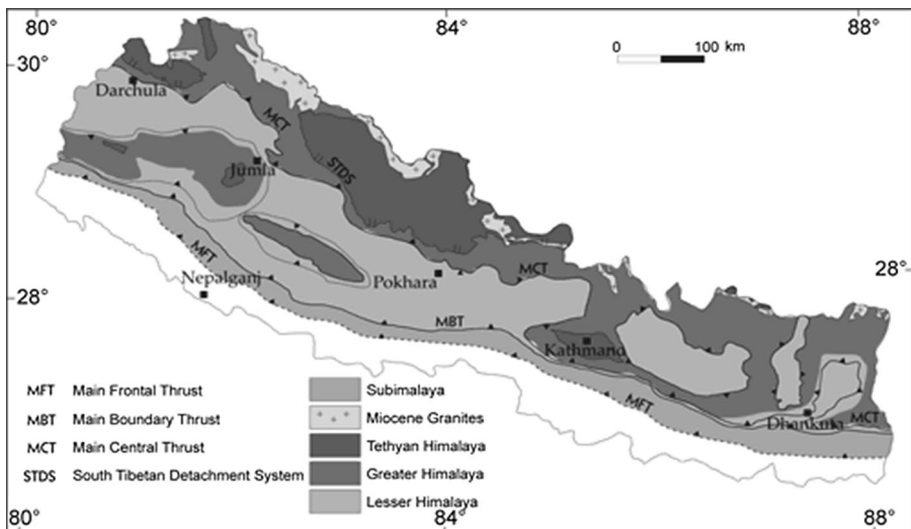 80°
84°
88°
30°
0 100 km
Darchula
MCT
Jumla
STDS
MFT
Nepalganj
Pokhara
MCT
28°
28°
MBT
Kathmand
MFT
Dhankuta
MCT
MFT Main Frontal Thrust
MBT Main Boundary Thrust
MCT Main Central Thrust
STDS South Tibetan Detachment System
Subimalaya
Miocene Granites
Tethyan Himalaya
Greater Himalaya
Lesser Himalaya
80°
84°
88°